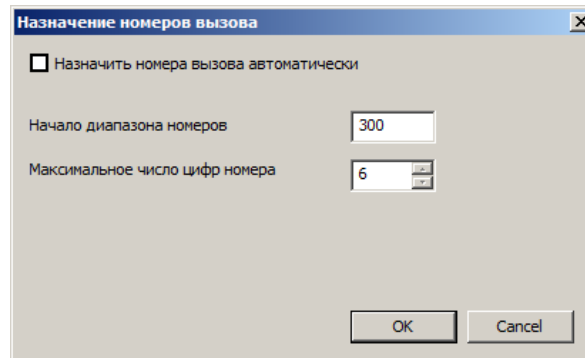 Назначение номеров вызова
Назначить номера вызова автоматически
Начало диапазона номеров 300
Максимальное число цифр номера 6
OK Cancel